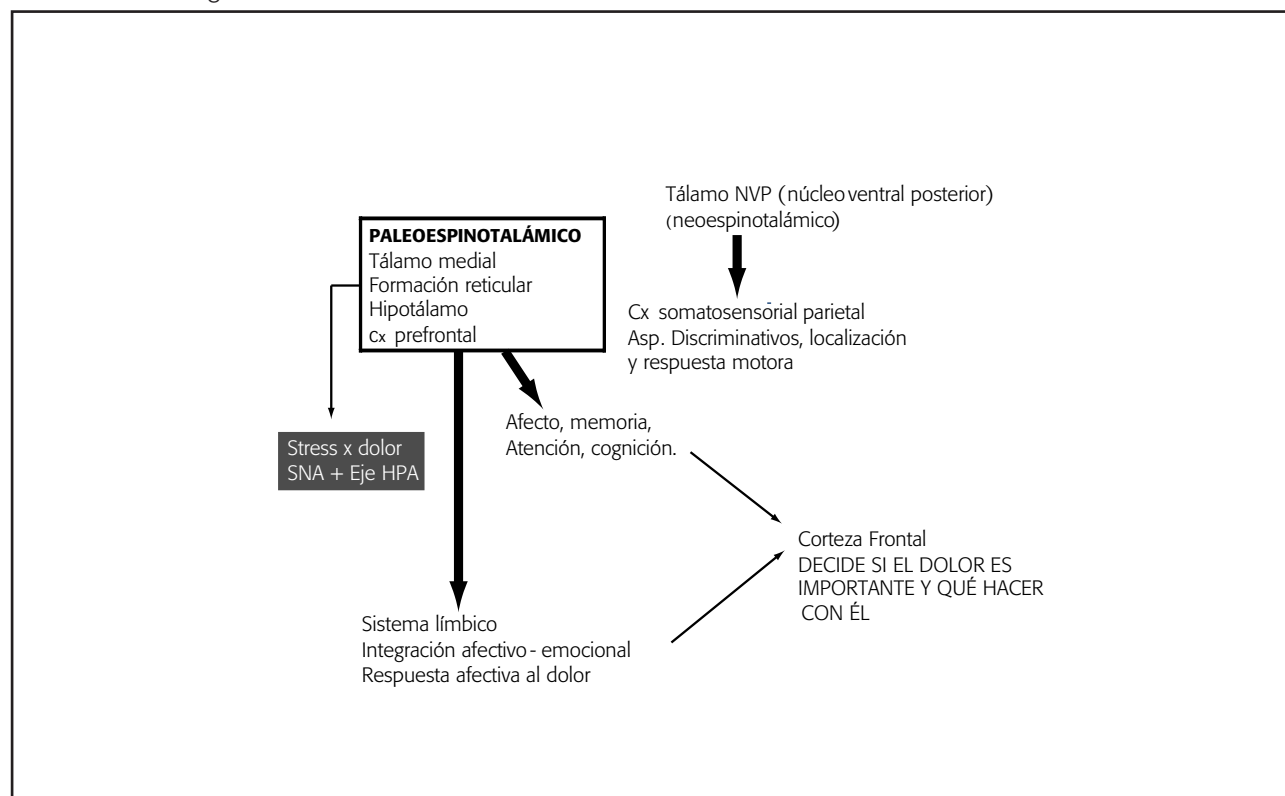 Tálamo NVP (núcleo ventral posterior)
(neoespinotalámico)
PALEOESPINOTALÁMICO
Tálamo medial
Formación reticular
Hipotálamo
Cx prefrontal
Cx somatosensorial parietal
Asp. Discriminativos, localización
y respuesta motora
Afecto, memoria,
Atención, cognición.
Stress x dolor
SNA + Eje HPA
Corteza Frontal
DECIDE SI EL DOLOR ES
IMPORTANTE Y QUÉ HACER
CON ÉL
Sistema límbico
Integración afectivo - emocional
Respuesta afectiva al dolor